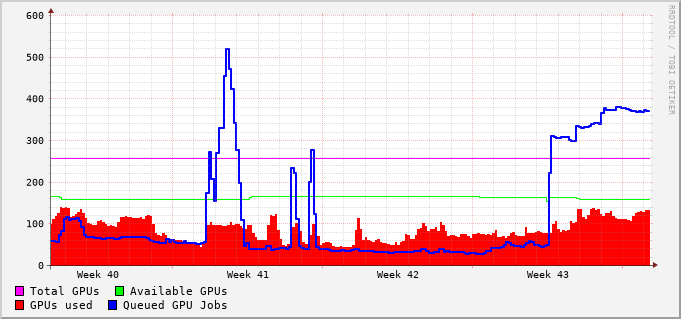 600
500
400
300
200
100
0
Week 40 Week 41 Week 42 Week 43
Total GPUs Available GPUs
GPUs used Queued GPU Jobs
RRDTOOL / TOBI OETIKER